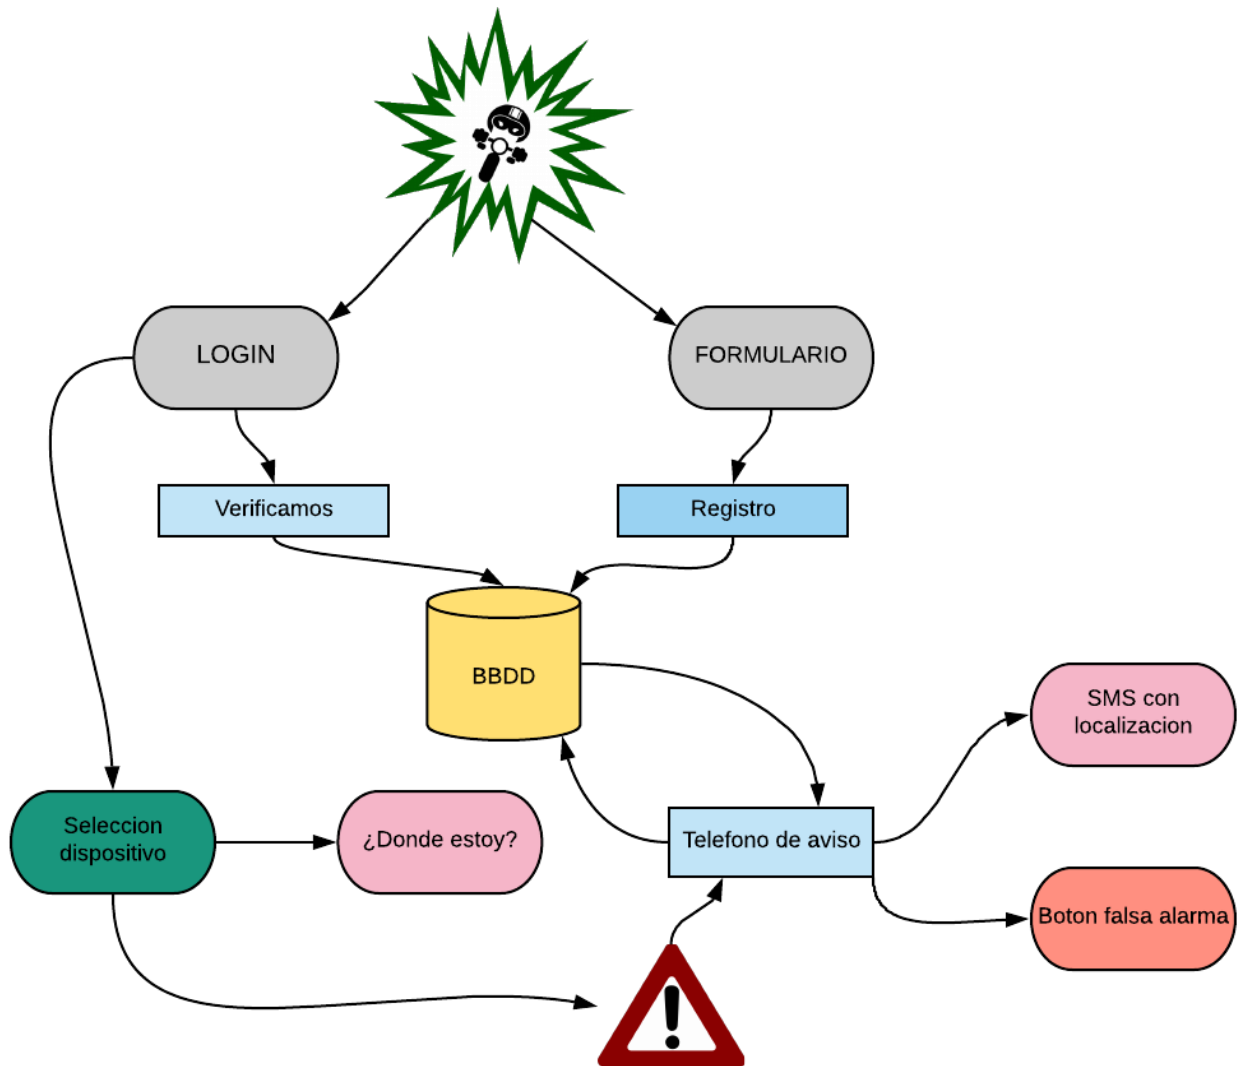 LOGIN
FORMULARIO
Verificamos
Registro
BBDD
SMS con
localizacion
Seleccion
dispositivo
¿Donde estoy?
Telefono de aviso
Boton falsa alarma